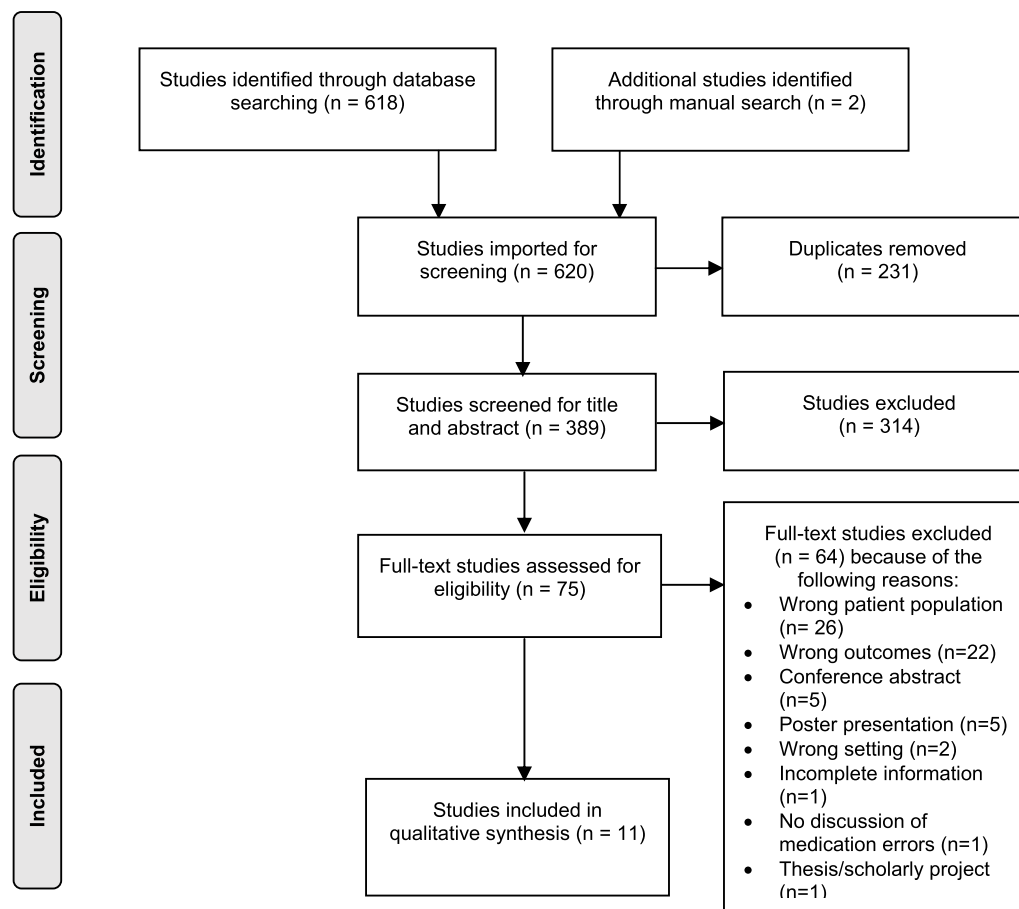 Identification
Studies identified through database
searching (n = 618)
Additional studies identified
through manual search (n = 2)
Screening
Studies imported for
screening (n = 620)
Duplicates removed
(n = 231)
Studies screened for title
and abstract (n = 389)
Studies excluded
(n = 314)
Eligibility
Full-text studies assessed for
eligibility (n = 75)
Full-text studies excluded
(n = 64) because of the
following reasons:
• Wrong patient population
(n= 26)
• Wrong outcomes (n=22)
• Conference abstract
(n=5)
• Poster presentation (n=5)
• Wrong setting (n=2)
• Incomplete information
(n=1)
• No discussion of
medication errors (n=1)
• Thesis/scholarly project
(n=1)
Included
Studies included in
qualitative synthesis (n = 11)